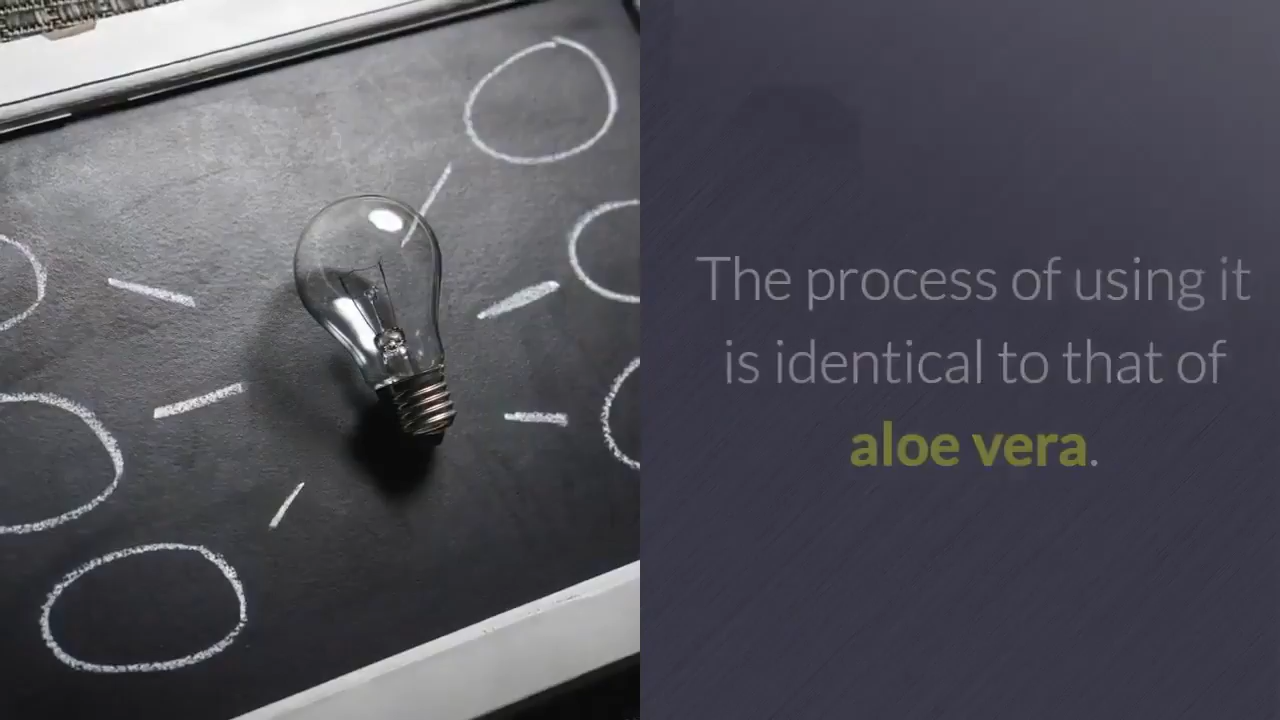 The process of using it
is identical to that of
aloe vera.